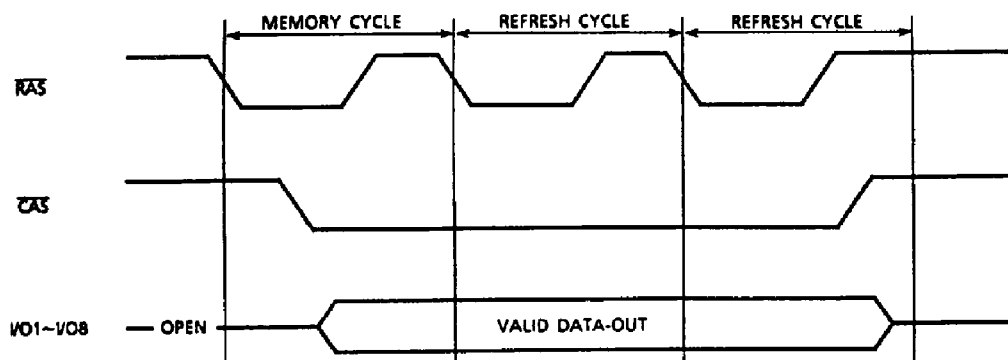 MEMORY CYCLE REFRESH CYCLE REFRESH CYCLE
RAS
CAS
I/O1~I/O8 OPEN VALID DATA-OUT